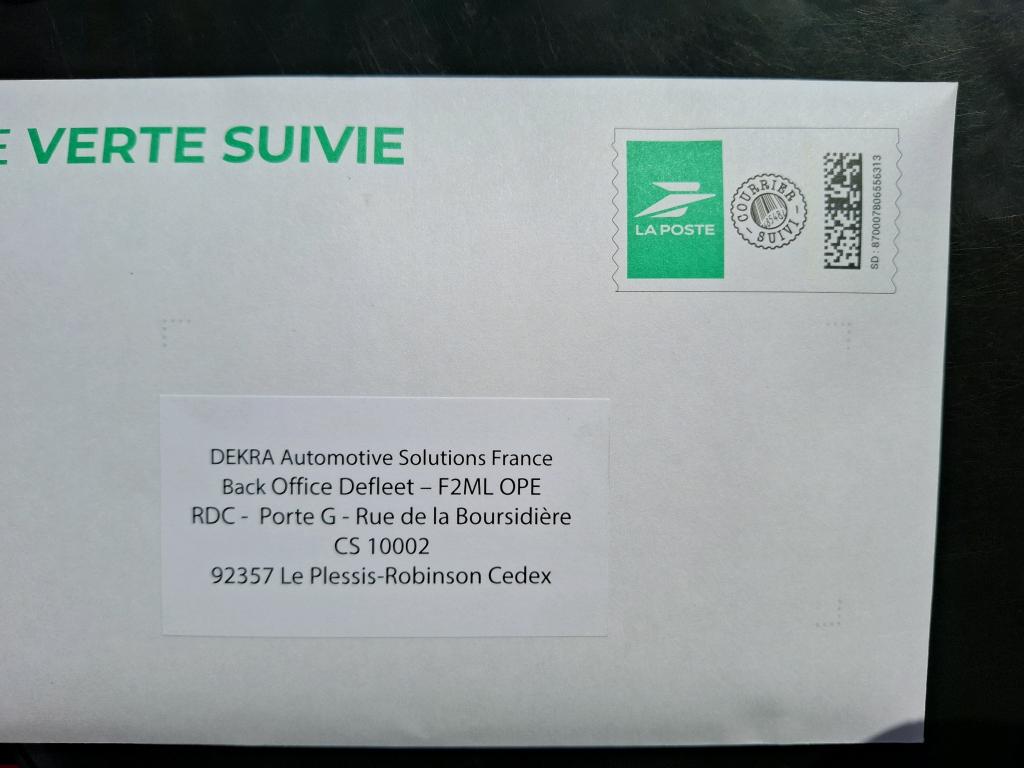 E VERTE SUIVIE
LA POSTE
COURRIER
SUIVI
SD : 870007806556313
DEKRA Automotive Solutions France
Back Office Defleet – F2ML OPE
RDC - Porte G - Rue de la Boursidière
CS 10002
92357 Le Plessis-Robinson Cedex